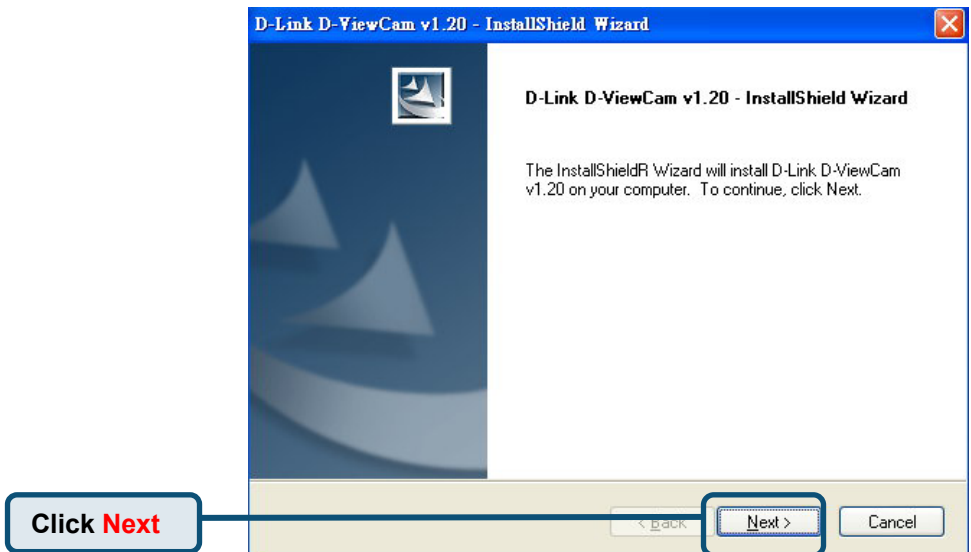 D-Link D-ViewCam v1.20 - InstallShield Wizard
D-Link D-ViewCam v1.20 - InstallShield Wizard
The InstallShieldR Wizard will install D-Link D-ViewCam
v1.20 on your computer. To continue, click Next.
Click Next
< Back
Next >
Cancel